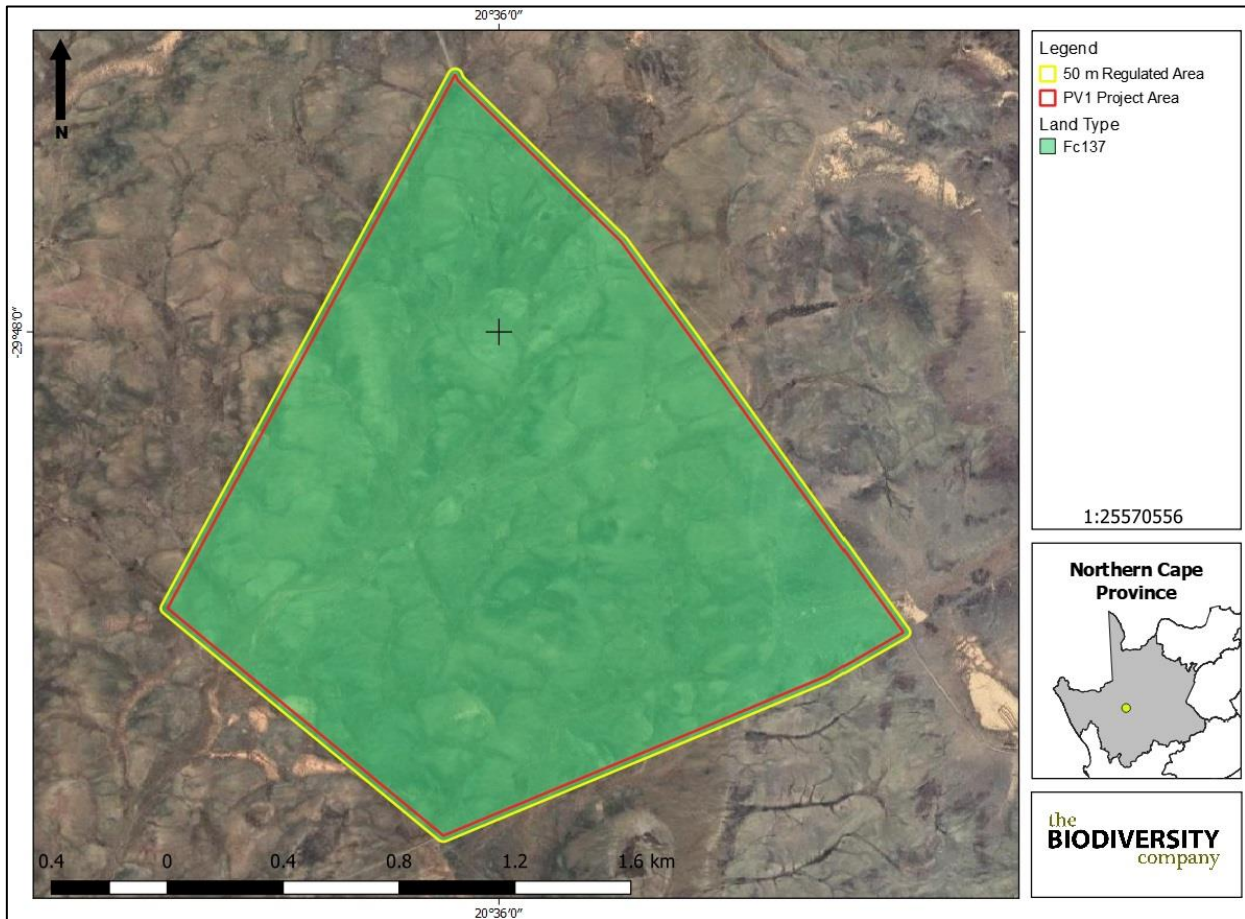 20°36′0″
N
-29°48′0″
0.4 0 0.4 0.8 1.2 1.6 km
20°36′0″
Legend
50 m Regulated Area
PV1 Project Area
Land Type
Fc137
1:25570556
Northern Cape
Province
the
BIODIVERSITY
company